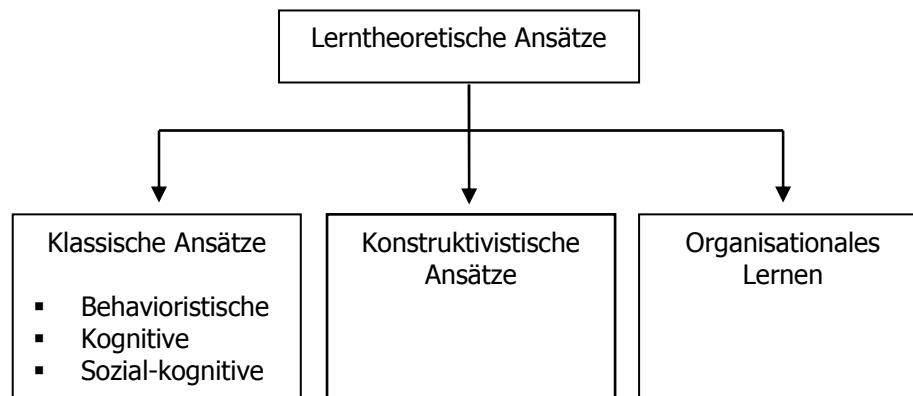 Lerntheoretische Ansätze
Klassische Ansätze
▪ Behavioristische
▪ Kognitive
▪ Sozial-kognitive
Konstruktivistische
Ansätze
Organisationales
Lernen